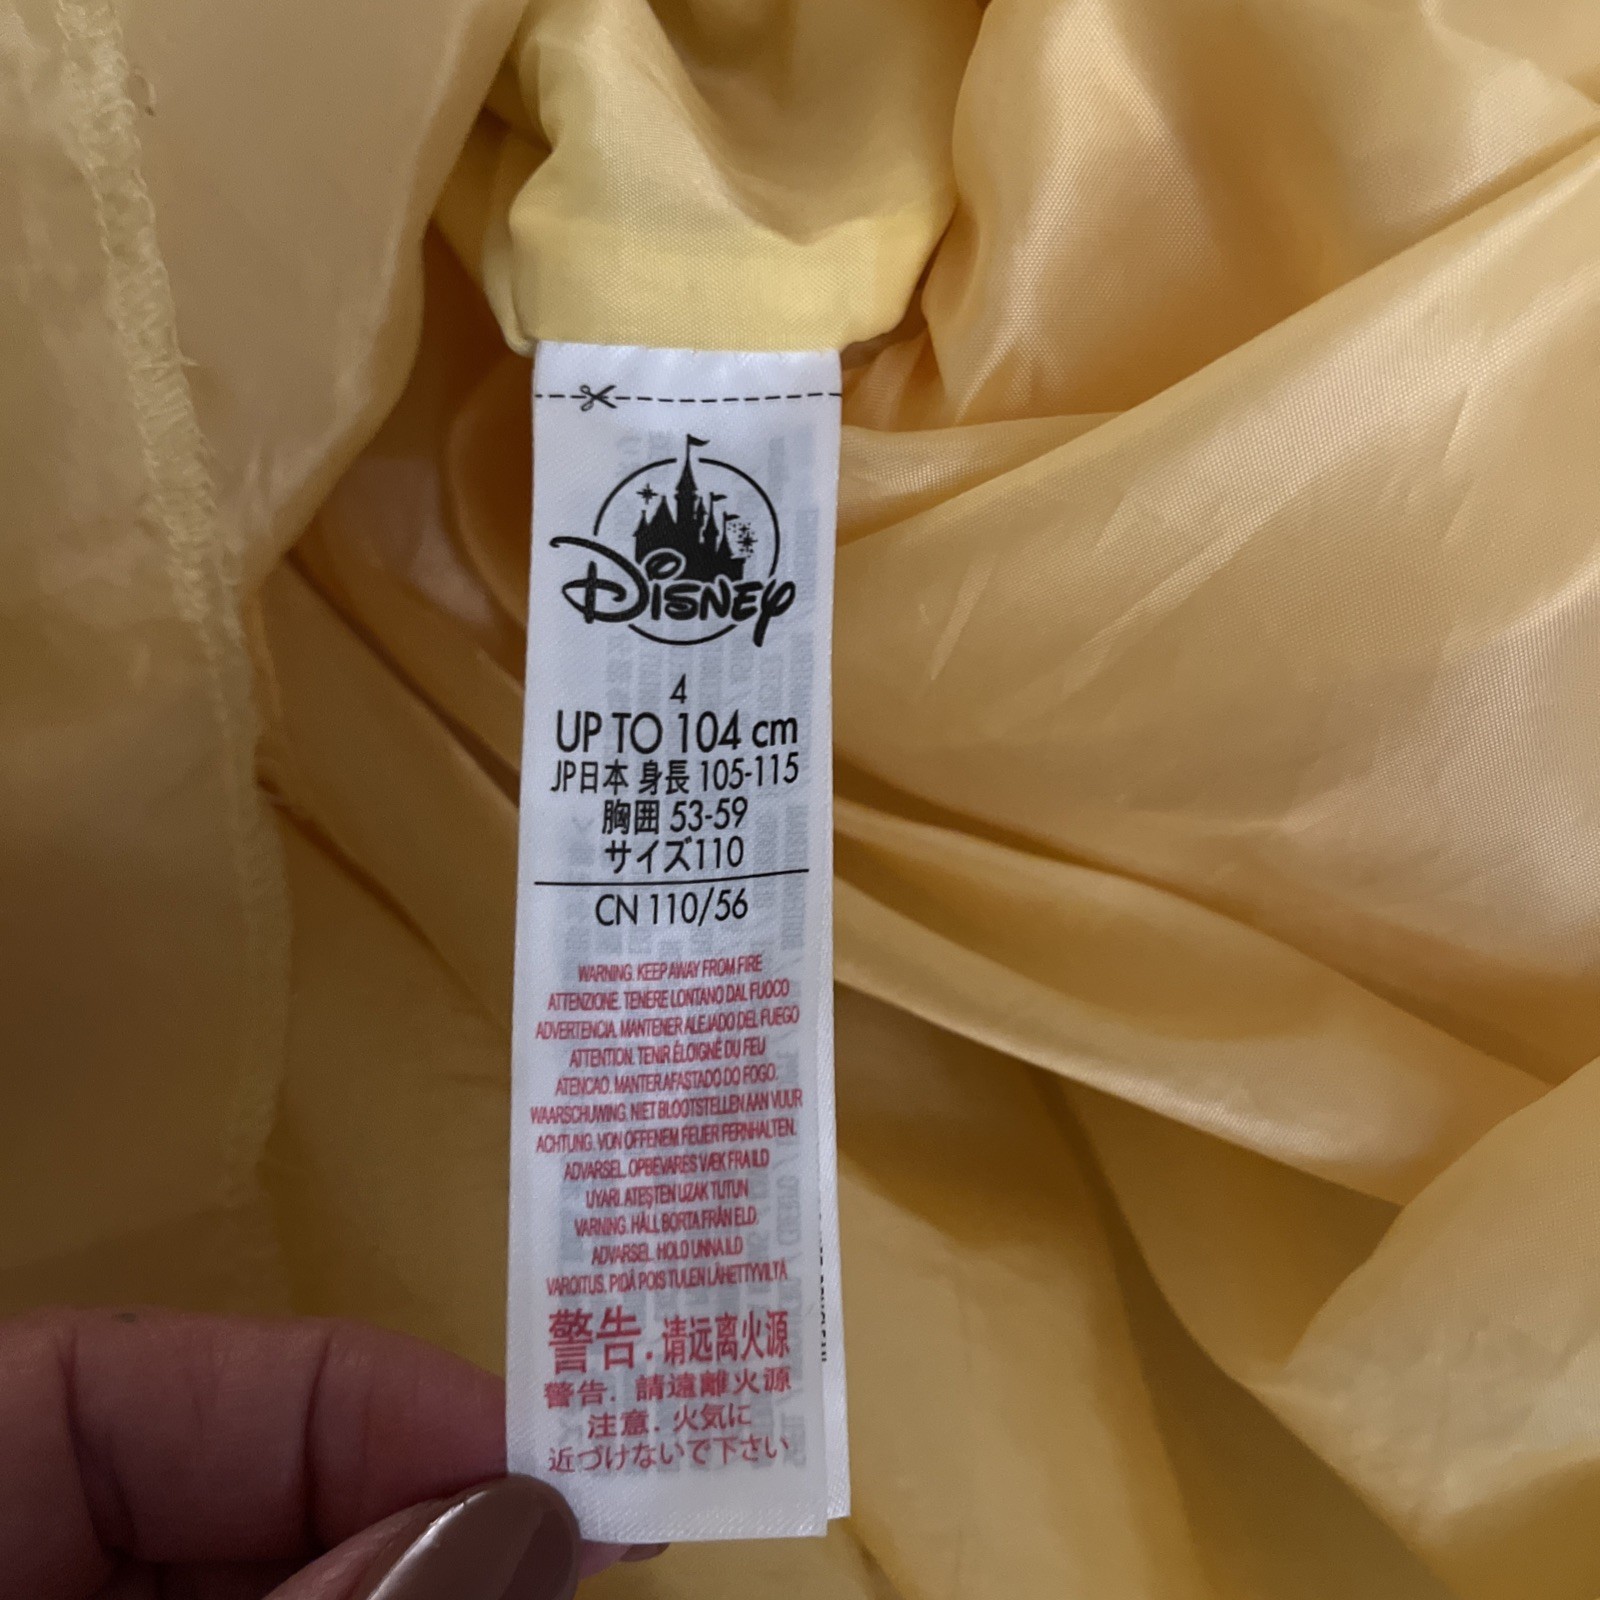 Disney
4
UP TO 104 cm
JP日本 身長 105-115
胸囲 53-59
サイズ110
CN 110/56
WARNING. KEEP AWAY FROM FIRE
ATTENZIONE. TENERE LONTANO DAL FUOCO
ADVERTENCIA. MANTENER ALEJADO DEL FUEGO
ATTENTION. TENIR ÉLOIGNÉ DU FEU
ATENCAO. MANTER AFASTADO DO FOGO.
WAARSCHUWING. NIET BLOOTSTELLEN AAN VUUR
ACHTUNG. VON OFFENEM FEUER FERNHALTEN.
ADVARSEL. OPBEVARES VÆK FRA ILD
UYARI. ATEŞTEN UZAK TUTUN
VARNING. HÅLL BORTA FRÅN ELD.
ADVARSEL. HOLD UNNA ILD
VAROITUS. PIDÄ POIS TULEN LÄHETTYVILTÄ
警告. 请远离火源
警告. 請遠離火源
注意. 火気に
近づけないで下さい